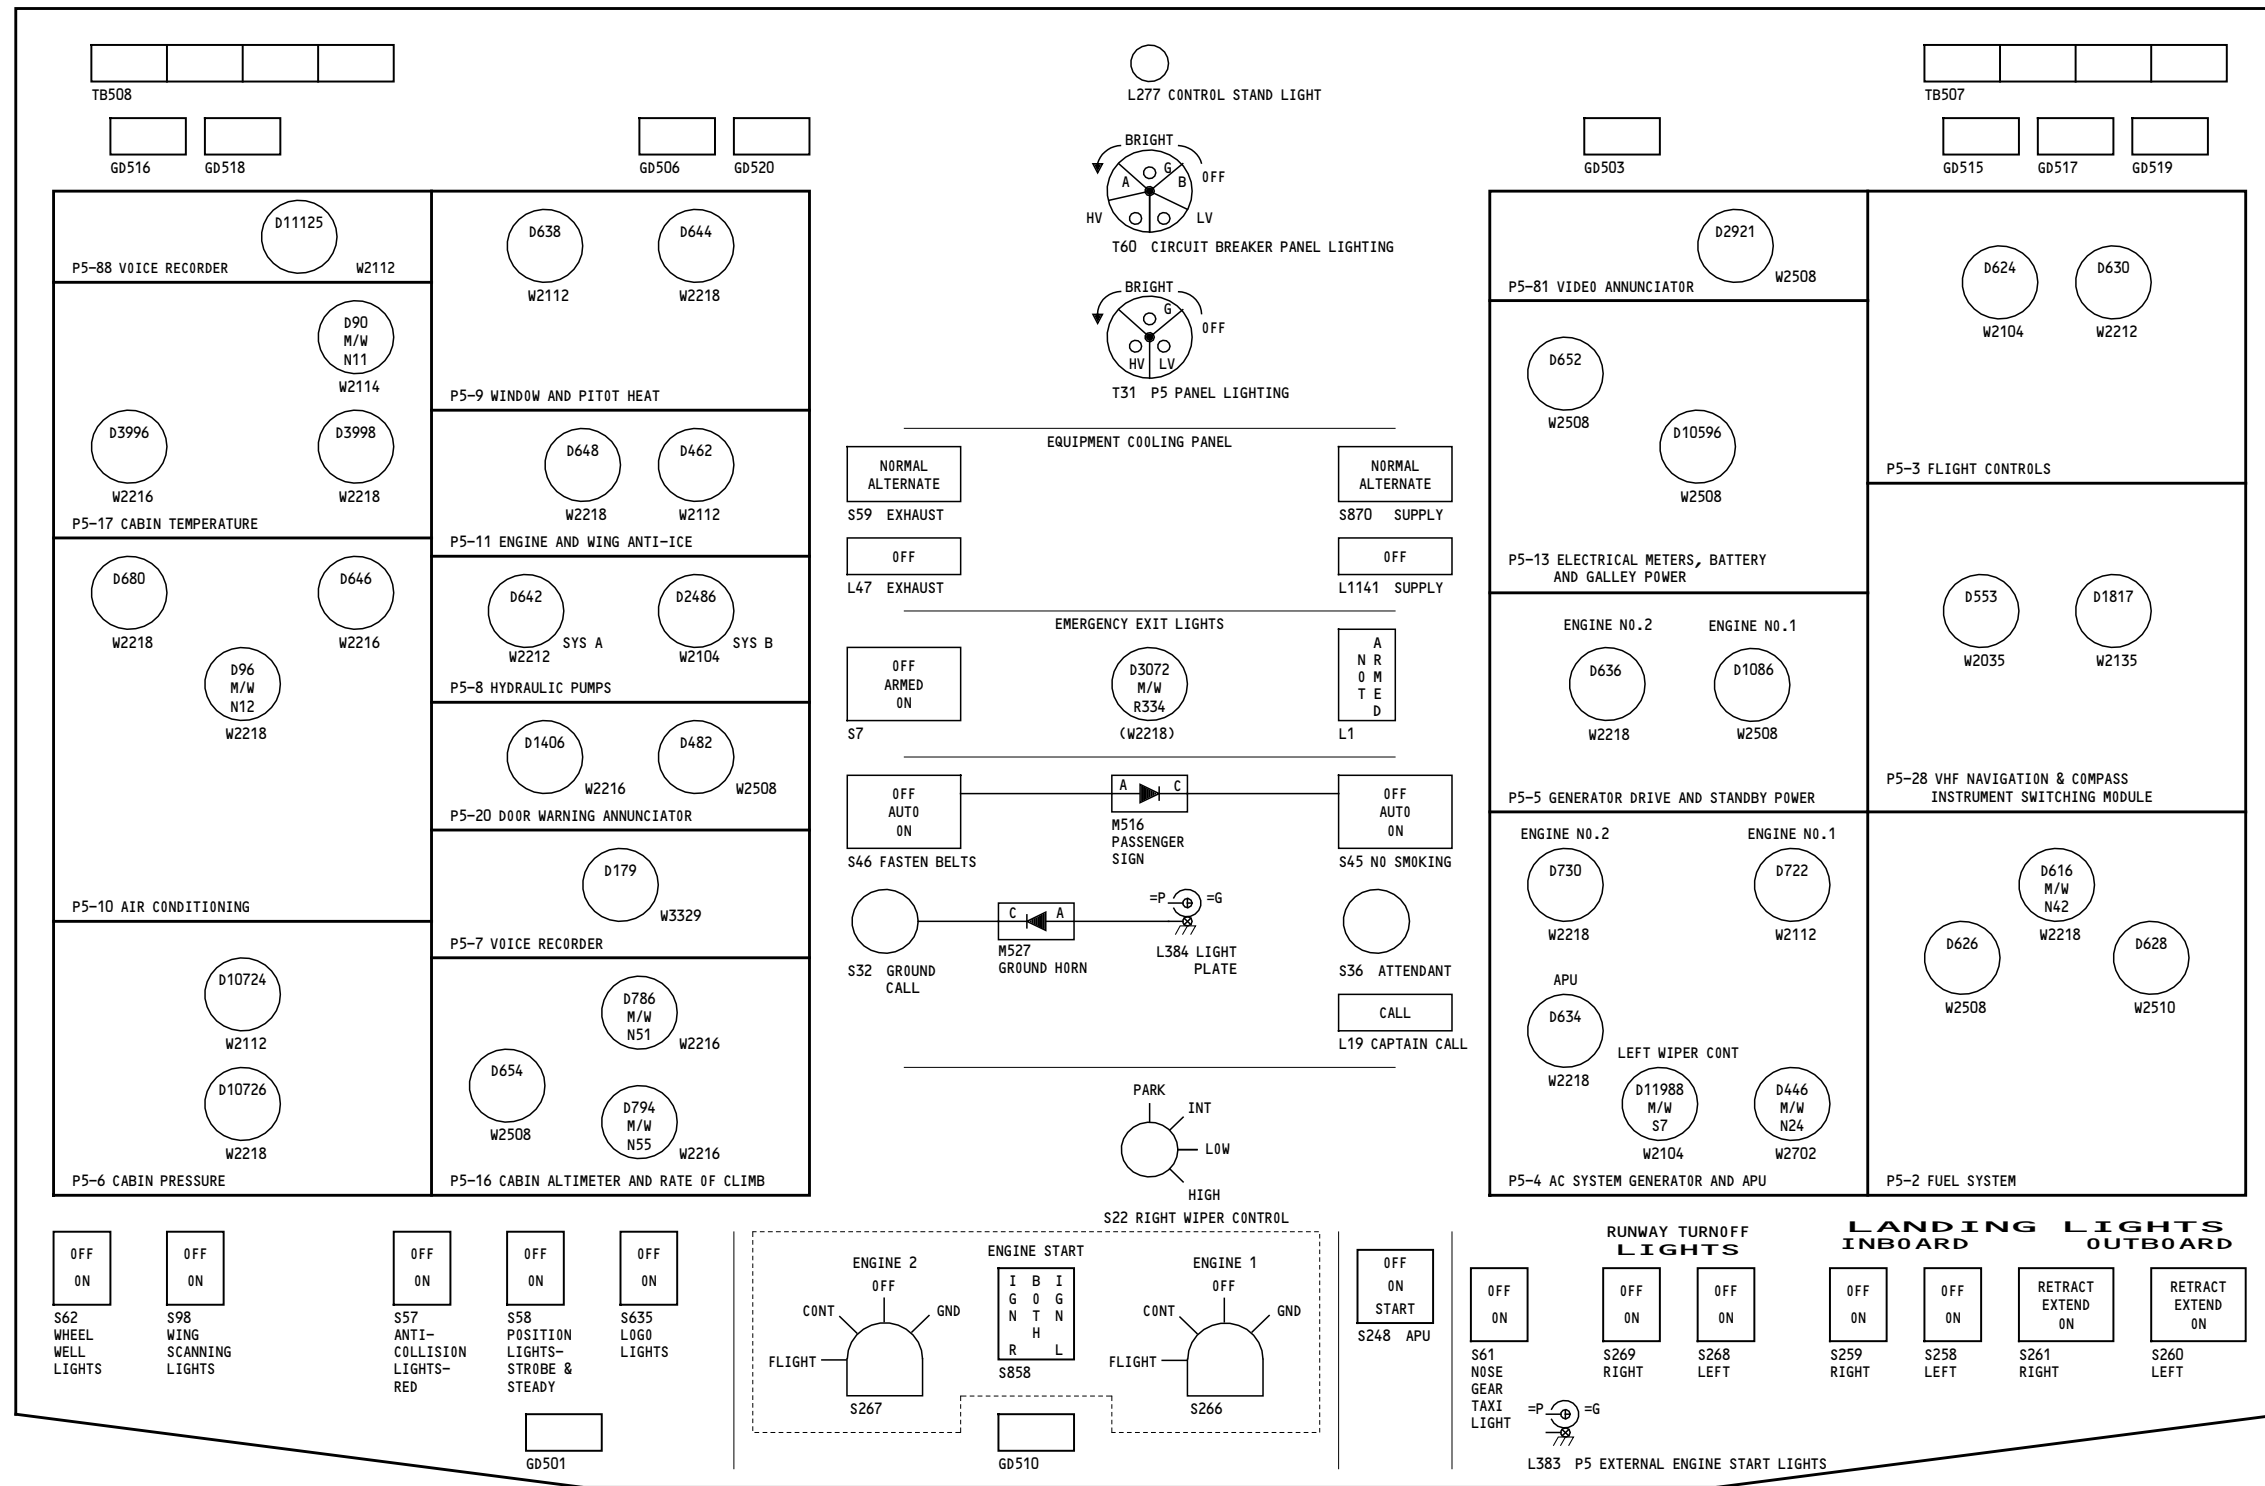 TB508
GD516
GD518
GD506
GD520
L277 CONTROL STAND LIGHT
BRIGHT
OFF
A
G
B
HV
LV
T60 CIRCUIT BREAKER PANEL LIGHTING
BRIGHT
OFF
G
HV
LV
T31 P5 PANEL LIGHTING
TB507
GD503
GD515
GD517
GD519
D11125
P5-88 VOICE RECORDER
W2112
D90
M/W
N11
W2114
D3996
W2216
D3998
W2218
P5-17 CABIN TEMPERATURE
D680
W2218
D646
W2216
D96
M/W
N12
W2218
P5-10 AIR CONDITIONING
D10724
W2112
D10726
W2218
P5-6 CABIN PRESSURE
D638
W2112
D644
W2218
P5-9 WINDOW AND PITOT HEAT
D648
W2218
D462
W2112
P5-11 ENGINE AND WING ANTI-ICE
D642
W2212
SYS A
D2486
W2104
SYS B
P5-8 HYDRAULIC PUMPS
D1406
W2216
D482
W2508
P5-20 DOOR WARNING ANNUNCIATOR
D179
W3329
P5-7 VOICE RECORDER
D786
M/W
N51
W2216
D654
W2508
D794
M/W
N55
W2216
P5-16 CABIN ALTIMETER AND RATE OF CLIMB
EQUIPMENT COOLING PANEL
NORMAL
ALTERNATE
S59 EXHAUST
NORMAL
ALTERNATE
S870 SUPPLY
OFF
L47 EXHAUST
OFF
L1141 SUPPLY
EMERGENCY EXIT LIGHTS
OFF
ARMED
ON
S7
D3072
M/W
R334
(W2218)
NOT
ARMED
L1
OFF
AUTO
ON
S46 FASTEN BELTS
A
C
M516
PASSENGER
SIGN
OFF
AUTO
ON
S45 NO SMOKING
S32 GROUND
CALL
C
A
M527
GROUND HORN
=P
=G
L384 LIGHT
PLATE
S36 ATTENDANT
CALL
L19 CAPTAIN CALL
PARK
INT
LOW
HIGH
S22 RIGHT WIPER CONTROL
D2921
W2508
P5-81 VIDEO ANNUNCIATOR
D652
W2508
D10596
W2508
P5-13 ELECTRICAL METERS, BATTERY
AND GALLEY POWER
ENGINE NO.2
D636
W2218
ENGINE NO.1
D1086
W2508
P5-5 GENERATOR DRIVE AND STANDBY POWER
ENGINE NO.2
D730
W2218
ENGINE NO.1
D722
W2112
APU
D634
W2218
LEFT WIPER CONT
D11988
M/W
S7
W2104
D446
M/W
N24
W2702
P5-4 AC SYSTEM GENERATOR AND APU
D624
W2104
D630
W2212
P5-3 FLIGHT CONTROLS
D553
W2035
D1817
W2135
P5-28 VHF NAVIGATION & COMPASS
INSTRUMENT SWITCHING MODULE
D616
M/W
N42
W2218
D626
W2508
D628
W2510
P5-2 FUEL SYSTEM
OFF
ON
S62
WHEEL
WELL
LIGHTS
OFF
ON
S98
WING
SCANNING
LIGHTS
OFF
ON
S57
ANTI-
COLLISION
LIGHTS-
RED
OFF
ON
S58
POSITION
LIGHTS-
STROBE &
STEADY
OFF
ON
S635
LOGO
LIGHTS
GD501
ENGINE 2
OFF
CONT
GND
FLIGHT
S267
ENGINE START
IGN R
BOTH
IGN L
S858
GD510
ENGINE 1
OFF
CONT
GND
FLIGHT
S266
OFF
ON
START
S248 APU
OFF
ON
S61
NOSE
GEAR
TAXI
LIGHT
RUNWAY TURNOFF
LIGHTS
OFF
ON
S269
RIGHT
OFF
ON
S268
LEFT
LANDING LIGHTS
INBOARD
OUTBOARD
OFF
ON
S259
RIGHT
OFF
ON
S258
LEFT
RETRACT
EXTEND
ON
S261
RIGHT
RETRACT
EXTEND
ON
S260
LEFT
=P
=G
L383 P5 EXTERNAL ENGINE START LIGHTS